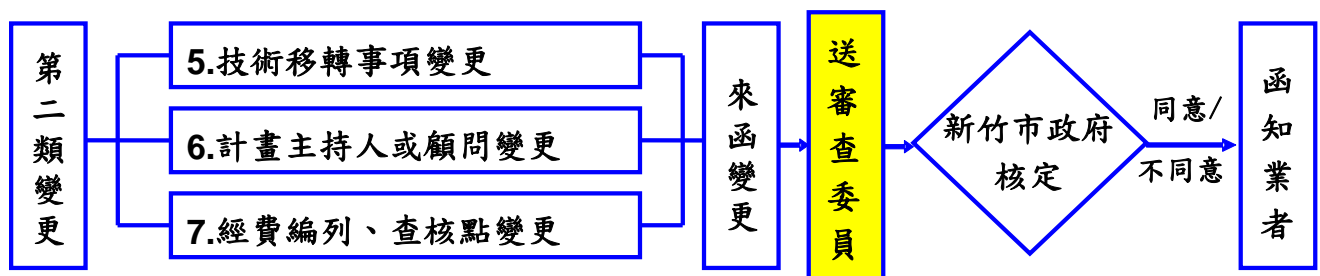 第二類變更
5.技術移轉事項變更
6.計畫主持人或顧問變更
7.經費編列、查核點變更
來函變更
送審查委員
新竹市政府
核定
同意/
不同意
函知業者